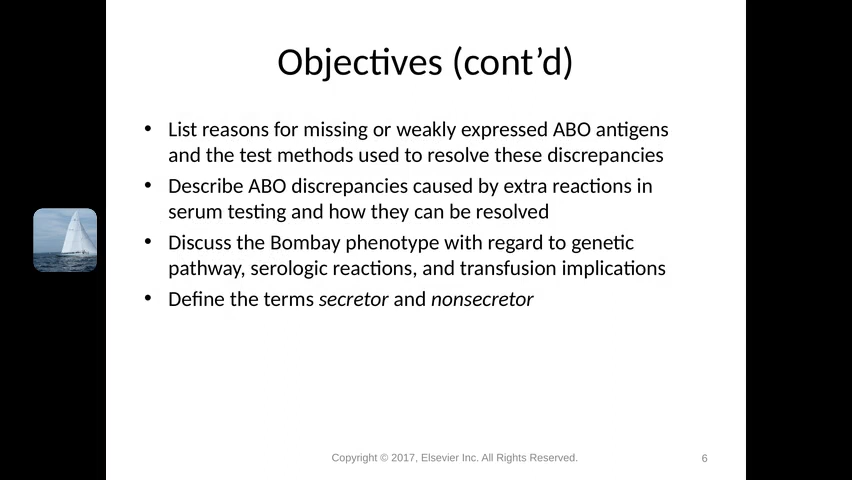 Objectives (cont’d)
• List reasons for missing or weakly expressed ABO antigens
and the test methods used to resolve these discrepancies
• Describe ABO discrepancies caused by extra reactions in
serum testing and how they can be resolved
• Discuss the Bombay phenotype with regard to genetic
pathway, serologic reactions, and transfusion implications
• Define the terms secretor and nonsecretor
Copyright © 2017, Elsevier Inc. All Rights Reserved.
6